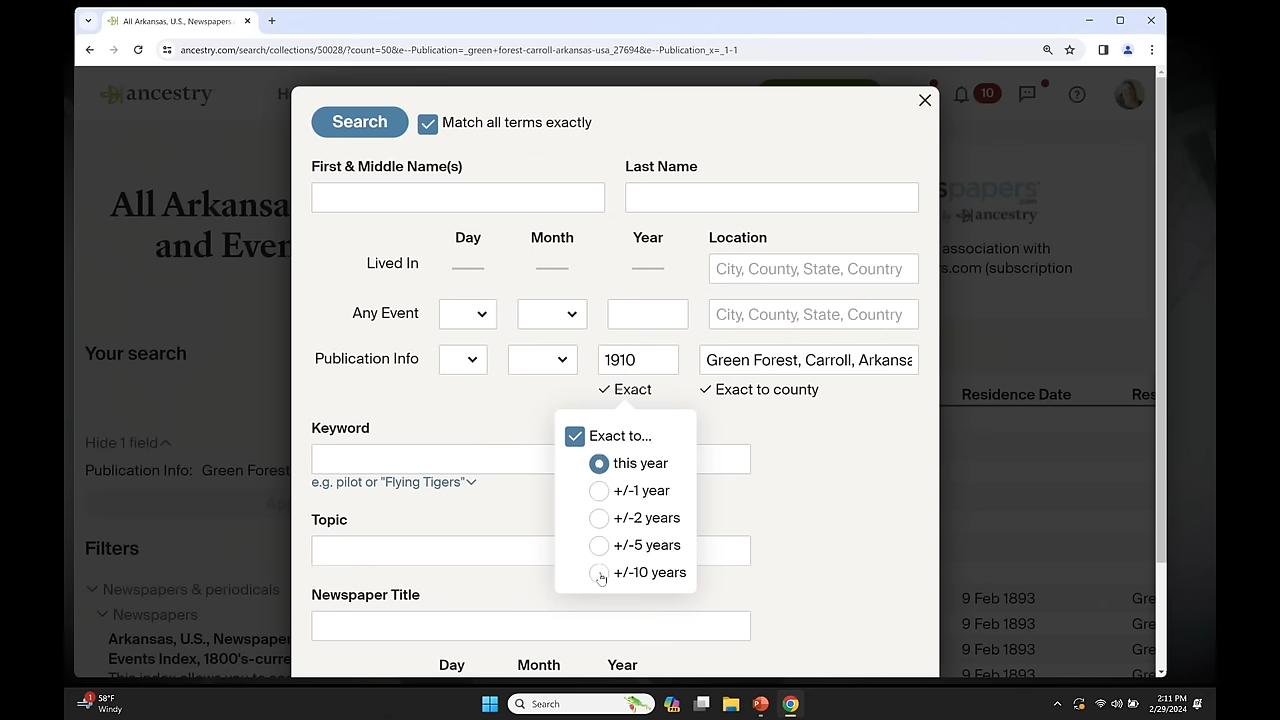 All Arkansas, U.S., Newspapers
ancestry.com/search/collections/50028/?count=50&e--Publication=_green+forest-carroll-arkansas-usa_27694&e--Publication_x=_1-1
ancestry
H
10
Search
Match all terms exactly
First & Middle Name(s)
Last Name
Day
Month
Year
Location
Lived In
City, County, State, Country
Any Event
City, County, State, Country
Publication Info
1910
Green Forest, Carroll, Arkansa
Exact
Exact to county
Exact to...
this year
+/-1 year
+/-2 years
+/-5 years
+/-10 years
Keyword
e.g. pilot or "Flying Tigers"
Topic
Newspaper Title
Day
Month
Year
All Arkansa
and Even
spapers
.com
by ancestry
association with
s.com (subscription
Your search
Hide 1 field
Publication Info: Green Forest
Filters
Newspapers & periodicals
Newspapers
Arkansas, U.S., Newspaper
Events Index, 1800's-curre
This index allows you to se
Residence Date
Res
9 Feb 1893
Gre
9 Feb 1893
Gre
9 Feb 1893
Gre
9 Feb 1893
Gre
1
58°F
Windy
Search
2:11 PM
2/29/2024